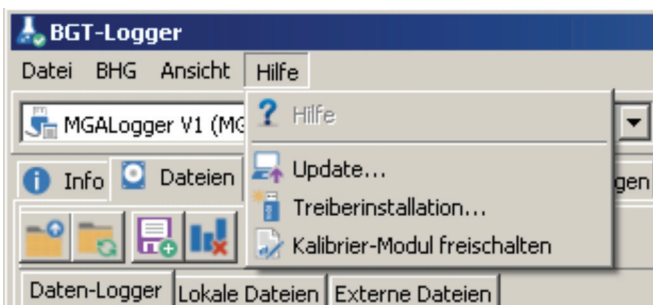 BGT-Logger
Datei BHG Ansicht Hilfe
MGALogger V1 (MG
Hilfe
Update...
Treiberinstallation...
Kalibrier-Modul freischalten
Info Dateien gen
Daten-Logger Lokale Dateien Externe Dateien